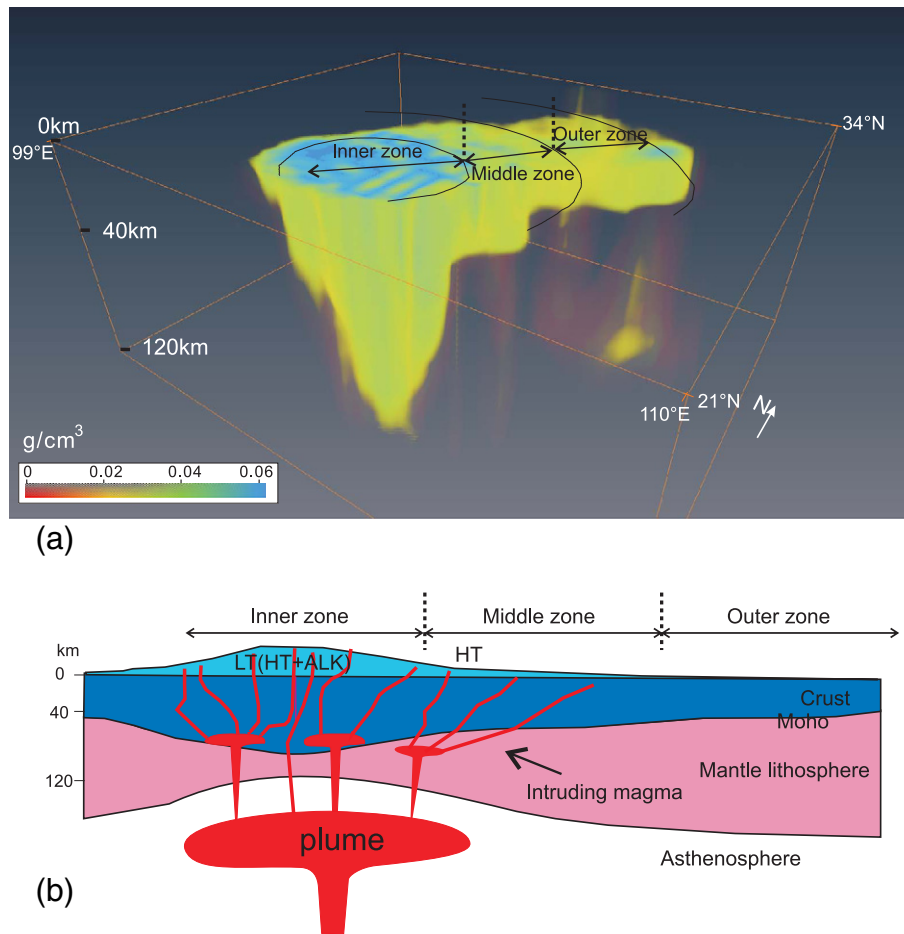 0km
99°E
40km
120km
Inner zone
Middle zone
Outer zone
34°N
110°E
21°N
N
g/cm³
0 0.02 0.04 0.06
(a)
Inner zone
Middle zone
Outer zone
km
0
40
120
LT(HT+ALK)
HT
Crust
Moho
Mantle lithosphere
Intruding magma
plume
Asthenosphere
(b)